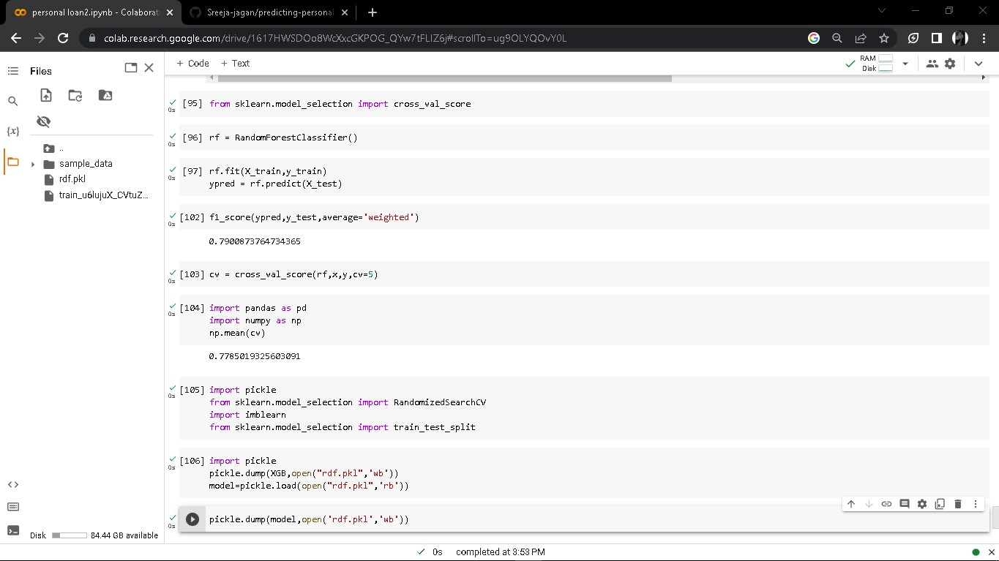 personal loan2.ipynb - Colaborat
Sreeja-jagan/predicting-personal
colab.research.google.com/drive/1617HWSDOo8WcXxcGKPOG_QYw7tFLIZ6j#scrollTo=ug9OLYQOvY0L
Files
+ Code + Text
RAM
Disk
{x}
..
sample_data
rdf.pkl
train_u6lujuX_CVtuZ...
[95] from sklearn.model_selection import cross_val_score
0s
[96] rf = RandomForestClassifier()
0s
[97] rf.fit(X_train,y_train)
0s
ypred = rf.predict(X_test)
[102] f1_score(ypred,y_test,average='weighted')
0s
0.7900873764734365
[103] cv = cross_val_score(rf,x,y,cv=5)
0s
[104] import pandas as pd
0s
import numpy as np
np.mean(cv)
0.7785019325603091
[105] import pickle
0s
from sklearn.model_selection import RandomizedSearchCV
import imblearn
from sklearn.model_selection import train_test_split
[106] import pickle
0s
pickle.dump(XGB,open("rdf.pkl",'wb'))
model=pickle.load(open("rdf.pkl",'rb'))
pickle.dump(model,open('rdf.pkl','wb'))
0s
Disk 84.44 GB available
0s completed at 3:53 PM